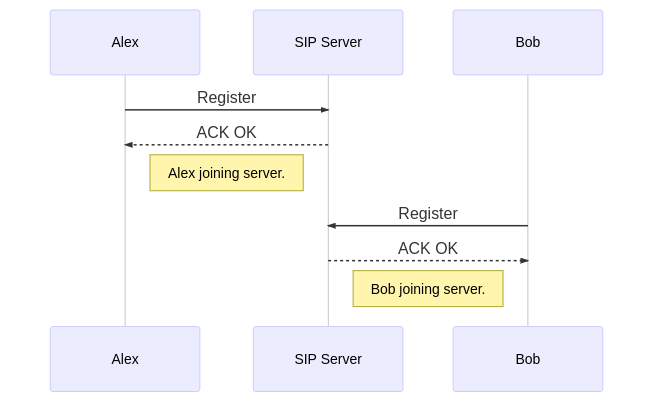 Alex
SIP Server
Bob
Register
ACK OK
Alex joining server.
Register
ACK OK
Bob joining server.
Alex
SIP Server
Bob